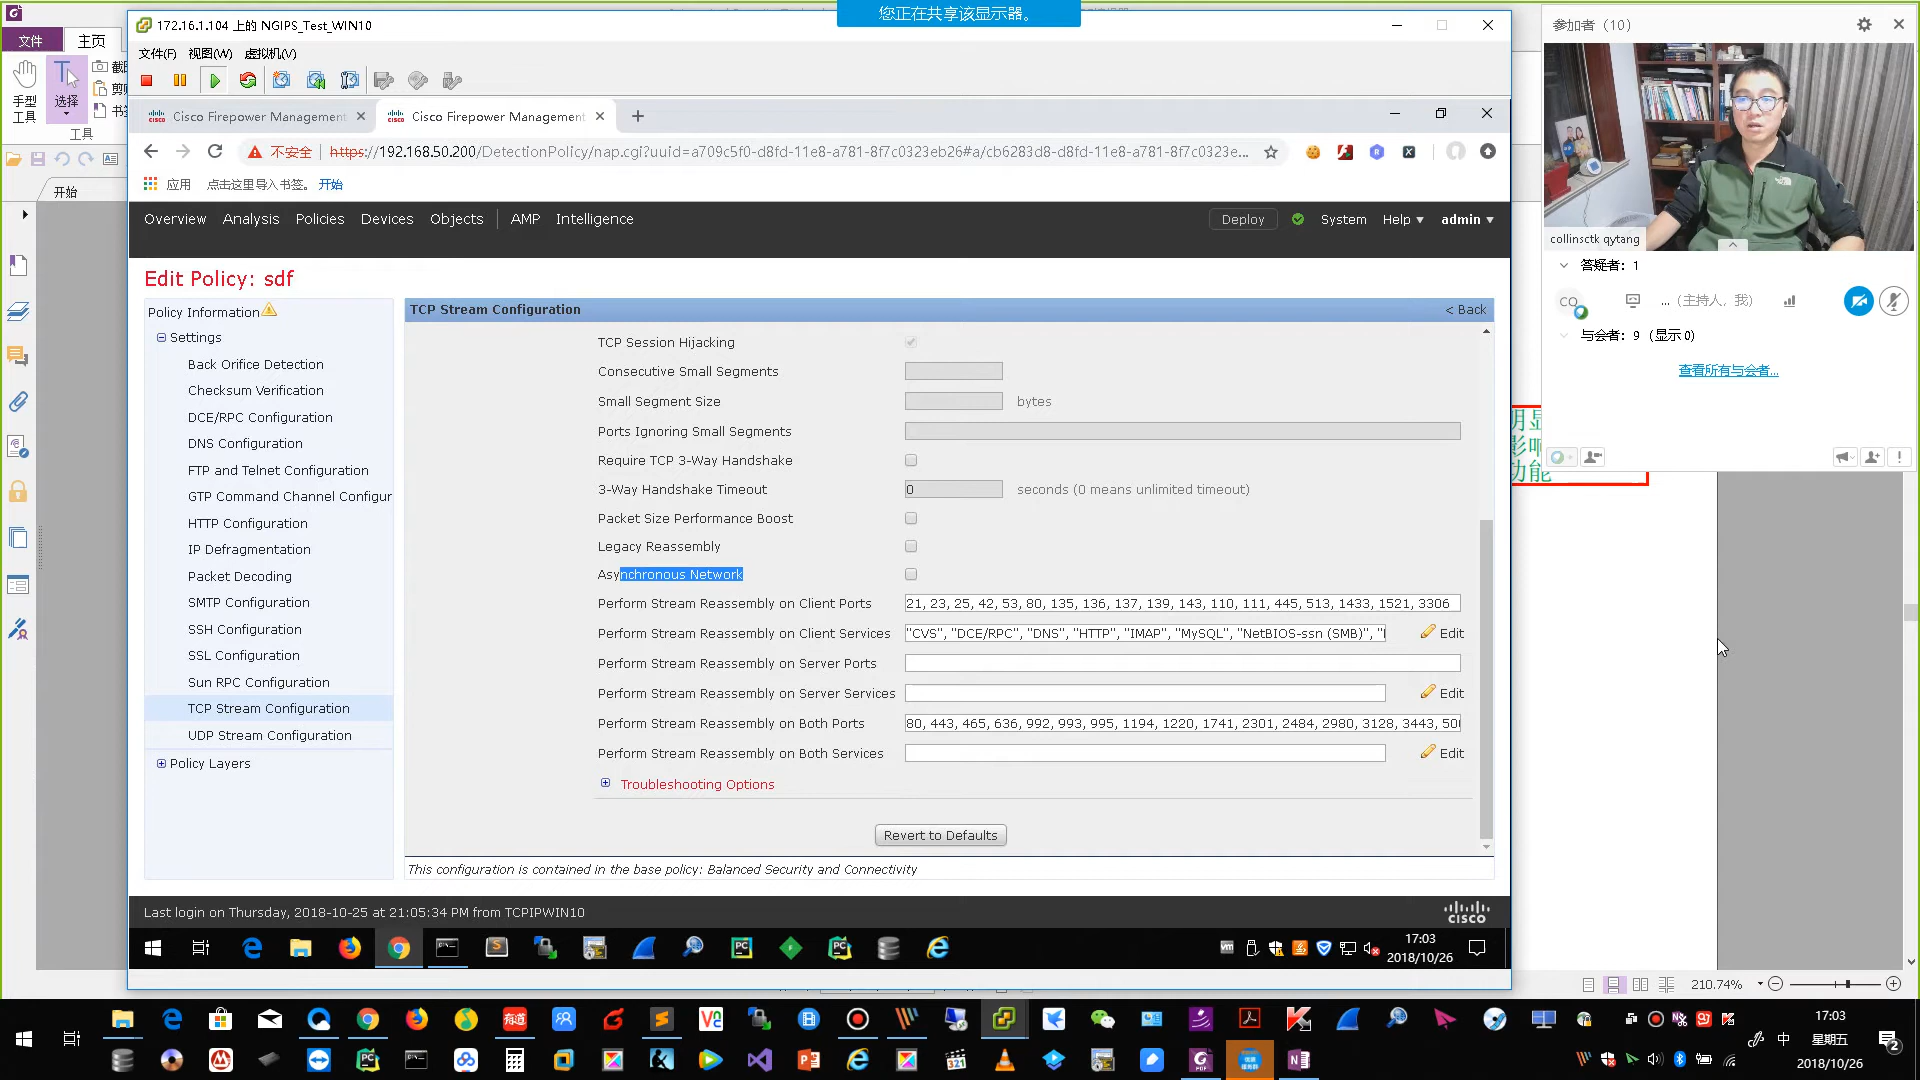 您正在共享该显示器。
172.16.1.104 上的 NGIPS_Test_WIN10
文件
主页
手型
工具
选择
工具
开始
文件(F) 视图(W) 虚拟机(V)
Cisco Firepower Management
Cisco Firepower Management
不安全
https://192.168.50.200/DetectionPolicy/nap.cgi?uuid=a709c5f0-d8fd-11e8-a781-8f7c0323eb26#a/cb6283d8-d8fd-11e8-a781-8f7c0323e...
应用 点击这里导入书签。 开始
Overview Analysis Policies Devices Objects AMP Intelligence
Deploy System Help admin
Edit Policy: sdf
Policy Information
Settings
Back Orifice Detection
Checksum Verification
DCE/RPC Configuration
DNS Configuration
FTP and Telnet Configuration
GTP Command Channel Configur
HTTP Configuration
IP Defragmentation
Packet Decoding
SMTP Configuration
SSH Configuration
SSL Configuration
Sun RPC Configuration
TCP Stream Configuration
UDP Stream Configuration
Policy Layers
TCP Stream Configuration
< Back
TCP Session Hijacking
Consecutive Small Segments
Small Segment Size bytes
Ports Ignoring Small Segments
Require TCP 3-Way Handshake
3-Way Handshake Timeout 0 seconds (0 means unlimited timeout)
Packet Size Performance Boost
Legacy Reassembly
Asynchronous Network
Perform Stream Reassembly on Client Ports 21, 23, 25, 42, 53, 80, 135, 136, 137, 139, 143, 110, 111, 445, 513, 1433, 1521, 3306
Perform Stream Reassembly on Client Services "CVS", "DCE/RPC", "DNS", "HTTP", "IMAP", "MySQL", "NetBIOS-ssn (SMB)", Edit
Perform Stream Reassembly on Server Ports
Perform Stream Reassembly on Server Services Edit
Perform Stream Reassembly on Both Ports 80, 443, 465, 636, 992, 993, 995, 1194, 1220, 1741, 2301, 2484, 2980, 3128, 3443,
Perform Stream Reassembly on Both Services Edit
Troubleshooting Options
Revert to Defaults
This configuration is contained in the base policy: Balanced Security and Connectivity
Last login on Thursday, 2018-10-25 at 21:05:34 PM from TCPIPWIN10
cisco
17:03
2018/10/26
参加者 (10)
collinsctk qytang
答疑者: 1
CQ ... (主持人, 我)
与会者: 9 (显示 0)
查看所有与会者...
明显
影响
功能
210.74%
17:03
星期五
2018/10/26
中
2